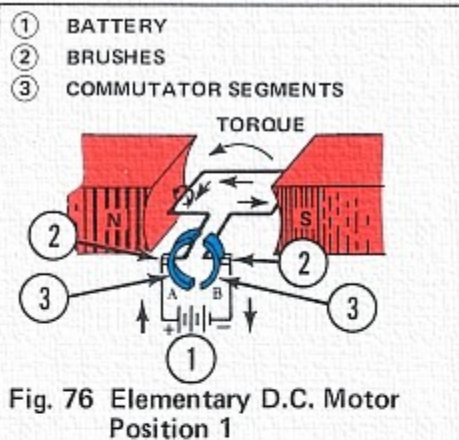 1 BATTERY
2 BRUSHES
3 COMMUTATOR SEGMENTS
TORQUE
N
S
2
2
3
A
B
3
+
−
1
Fig. 76 Elementary D.C. Motor
Position 1